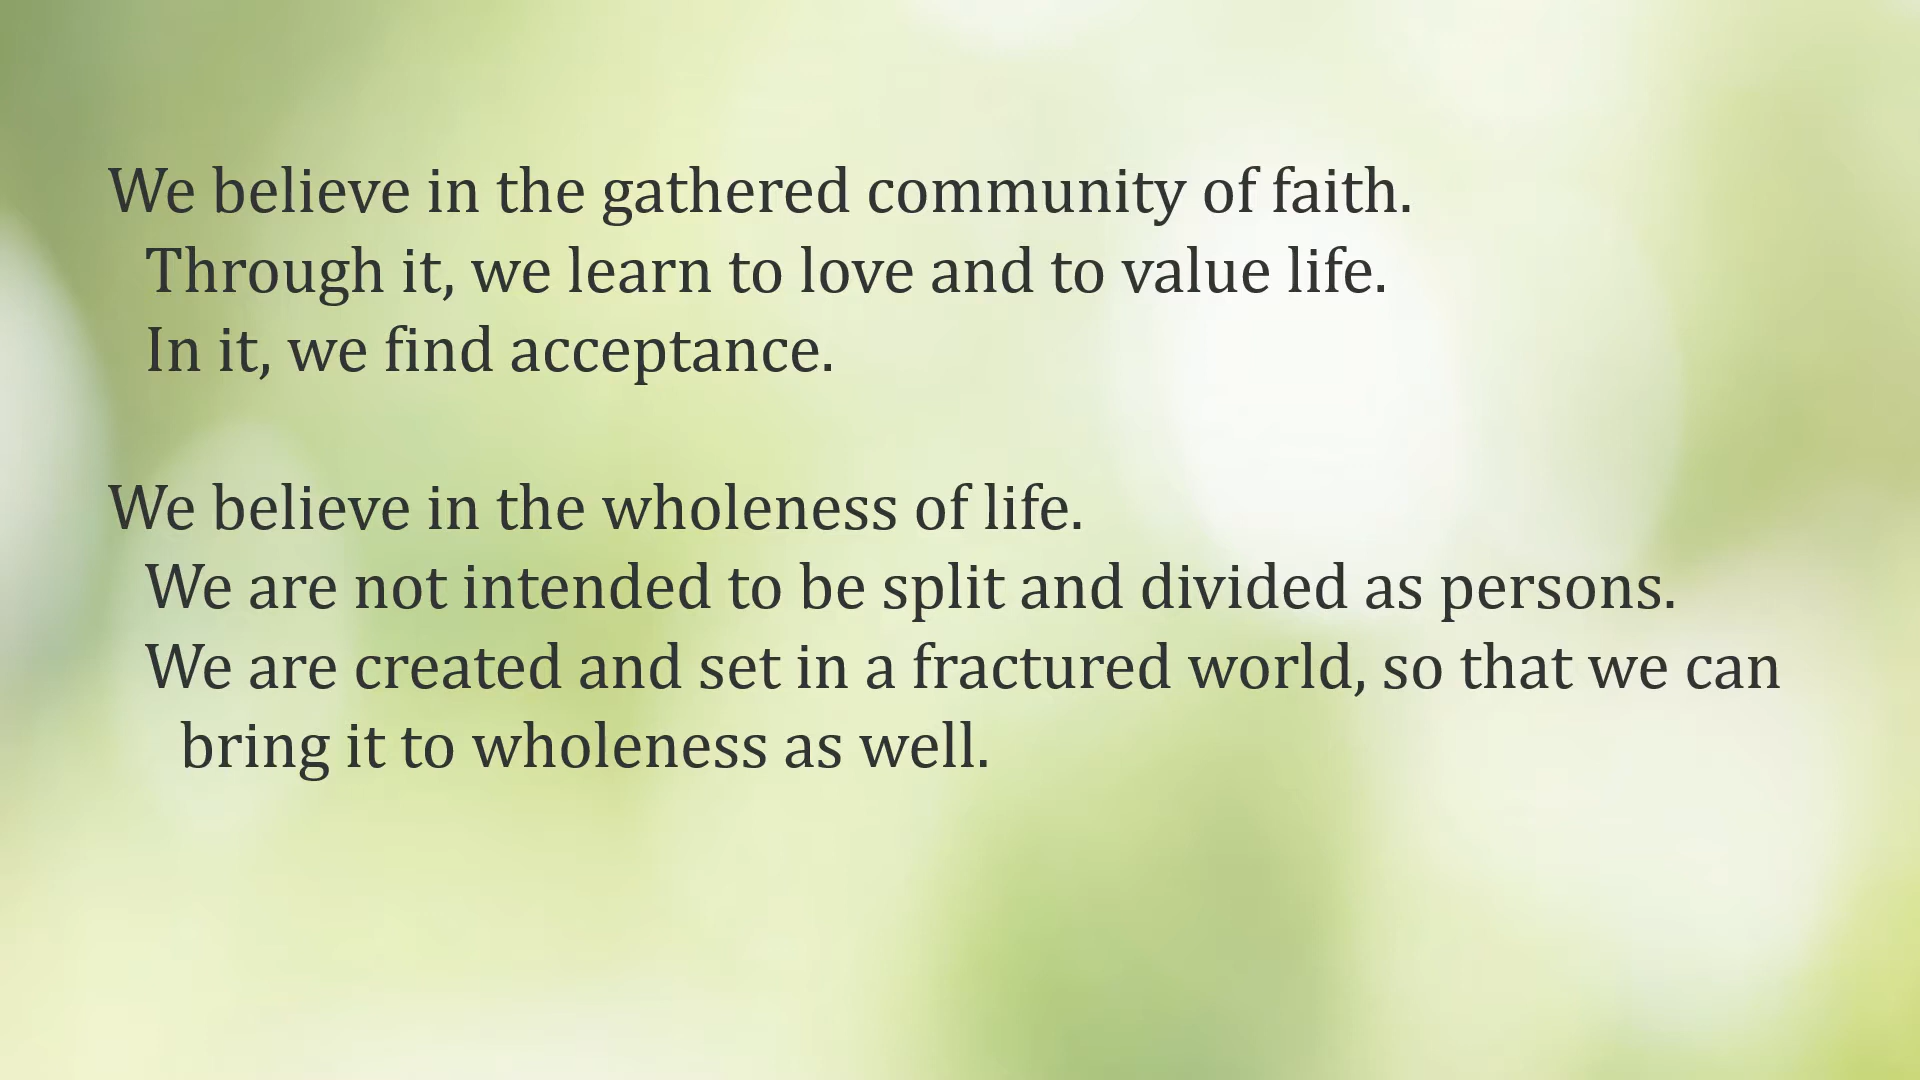 We believe in the gathered community of faith.
Through it, we learn to love and to value life.
In it, we find acceptance.
We believe in the wholeness of life.
We are not intended to be split and divided as persons.
We are created and set in a fractured world, so that we can
bring it to wholeness as well.